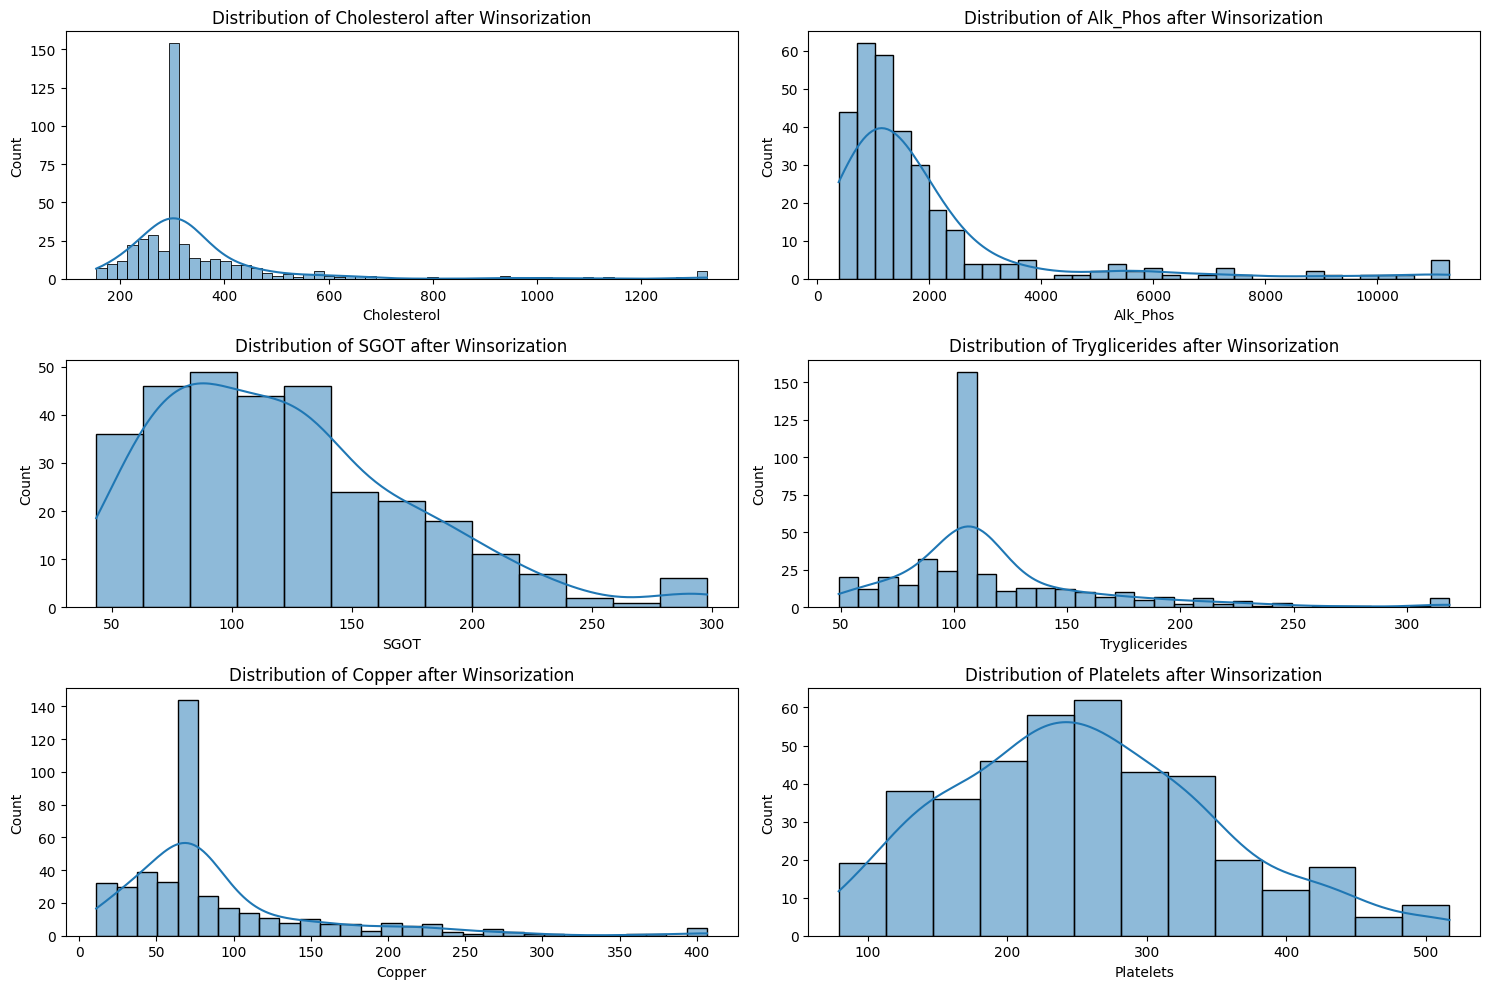 Distribution of Cholesterol after Winsorization
Count
150
125
100
75
50
25
0
200 400 600 800 1000 1200
Cholesterol
Distribution of Alk_Phos after Winsorization
Count
60
50
40
30
20
10
0
0 2000 4000 6000 8000 10000
Alk_Phos
Distribution of SGOT after Winsorization
Count
50
40
30
20
10
0
50 100 150 200 250 300
SGOT
Distribution of Tryglicerides after Winsorization
Count
150
125
100
75
50
25
0
50 100 150 200 250 300
Tryglicerides
Distribution of Copper after Winsorization
Count
140
120
100
80
60
40
20
0
0 50 100 150 200 250 300 350 400
Copper
Distribution of Platelets after Winsorization
Count
60
50
40
30
20
10
0
100 200 300 400 500
Platelets